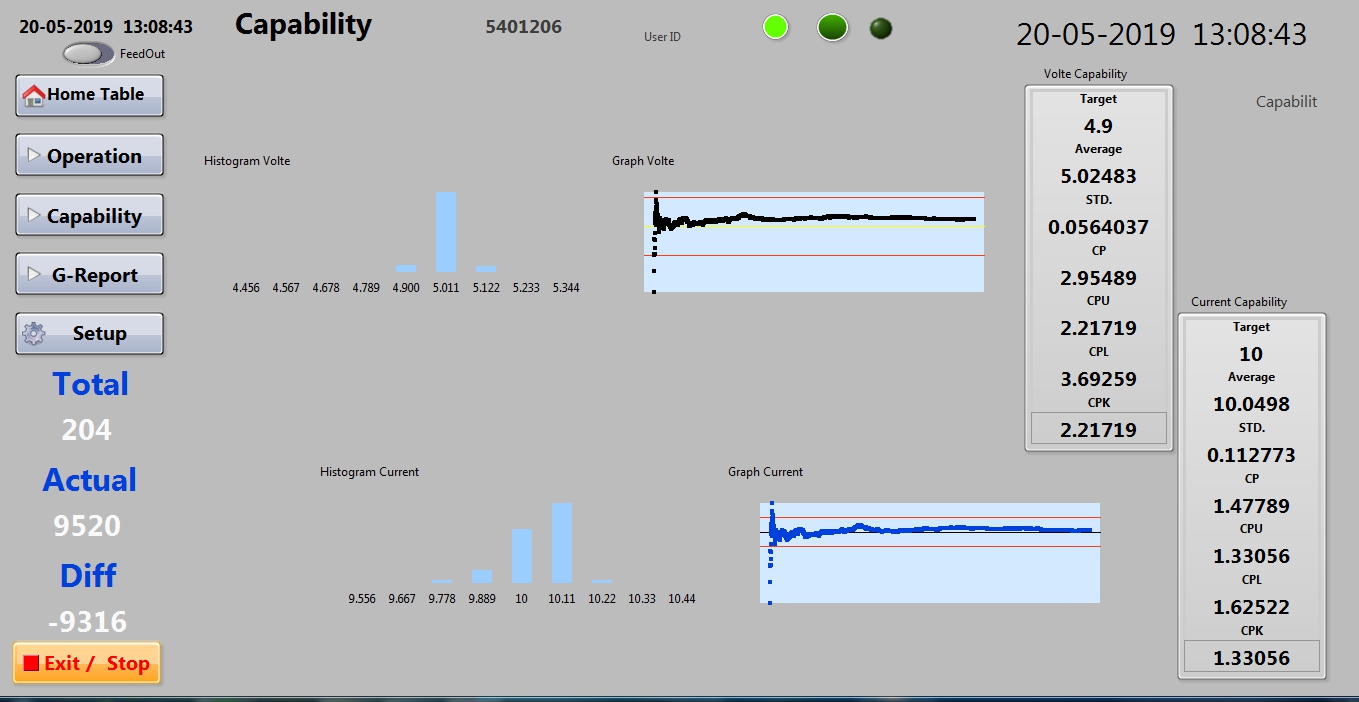 20-05-2019 13:08:43
Capability
5401206
User ID
20-05-2019 13:08:43
FeedOut
Home Table
Operation
Capability
G-Report
Setup
Total
204
Actual
9520
Diff
-9316
Exit / Stop
Histogram Volte
4.456 4.567 4.678 4.789 4.900 5.011 5.122 5.233 5.344
Graph Volte
Volte Capability
Target
4.9
Average
5.02483
STD.
0.0564037
CP
2.95489
CPU
2.21719
CPL
3.69259
CPK
2.21719
Capabilit
Histogram Current
9.556 9.667 9.778 9.889 10 10.11 10.22 10.33 10.44
Graph Current
Current Capability
Target
10
Average
10.0498
STD.
0.112773
CP
1.47789
CPU
1.33056
CPL
1.62522
CPK
1.33056